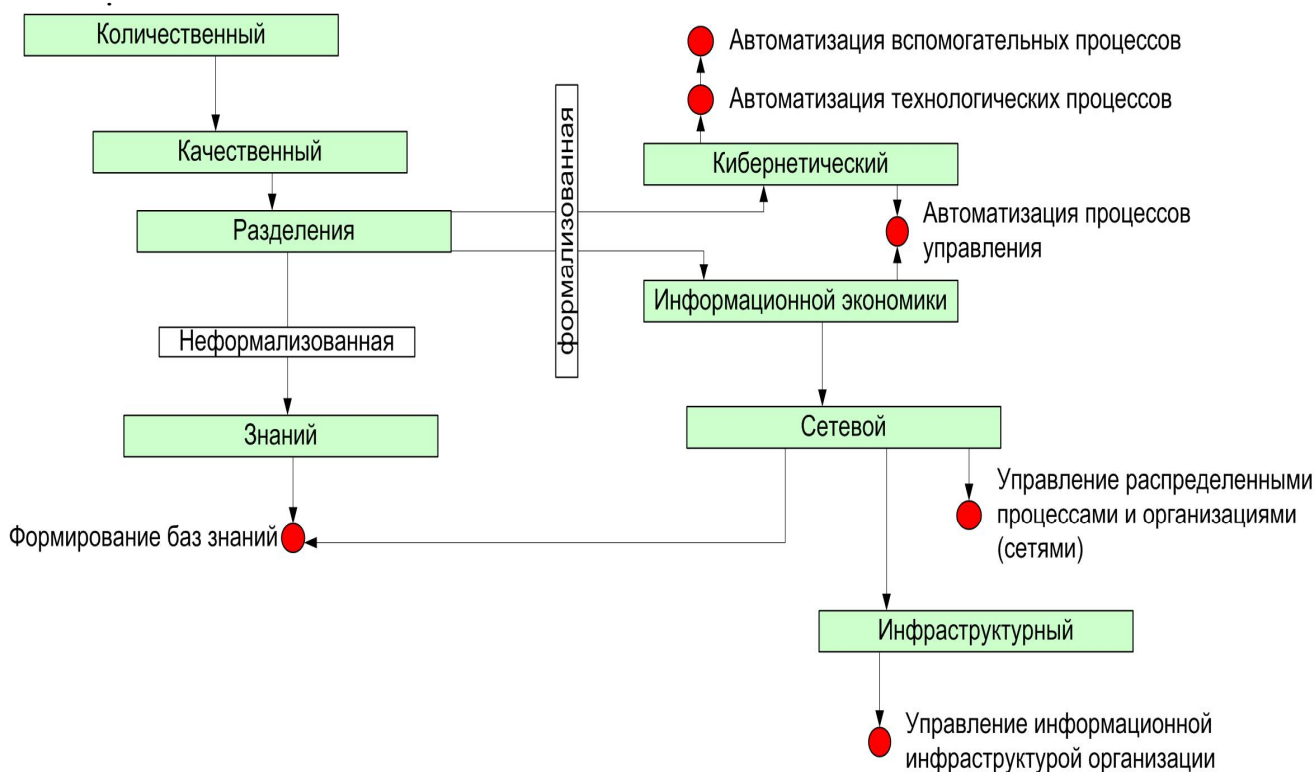 Количественный
Автоматизация вспомогательных процессов
Автоматизация технологических процессов
формализованная
Качественный
Кибернетический
Разделения
Автоматизация процессов
управления
Информационной экономики
Неформализованная
Знаний
Сетевой
Управление распределенными
процессами и организациями
(сетями)
Формирование баз знаний
Инфраструктурный
Управление информационной
инфраструктурой организации